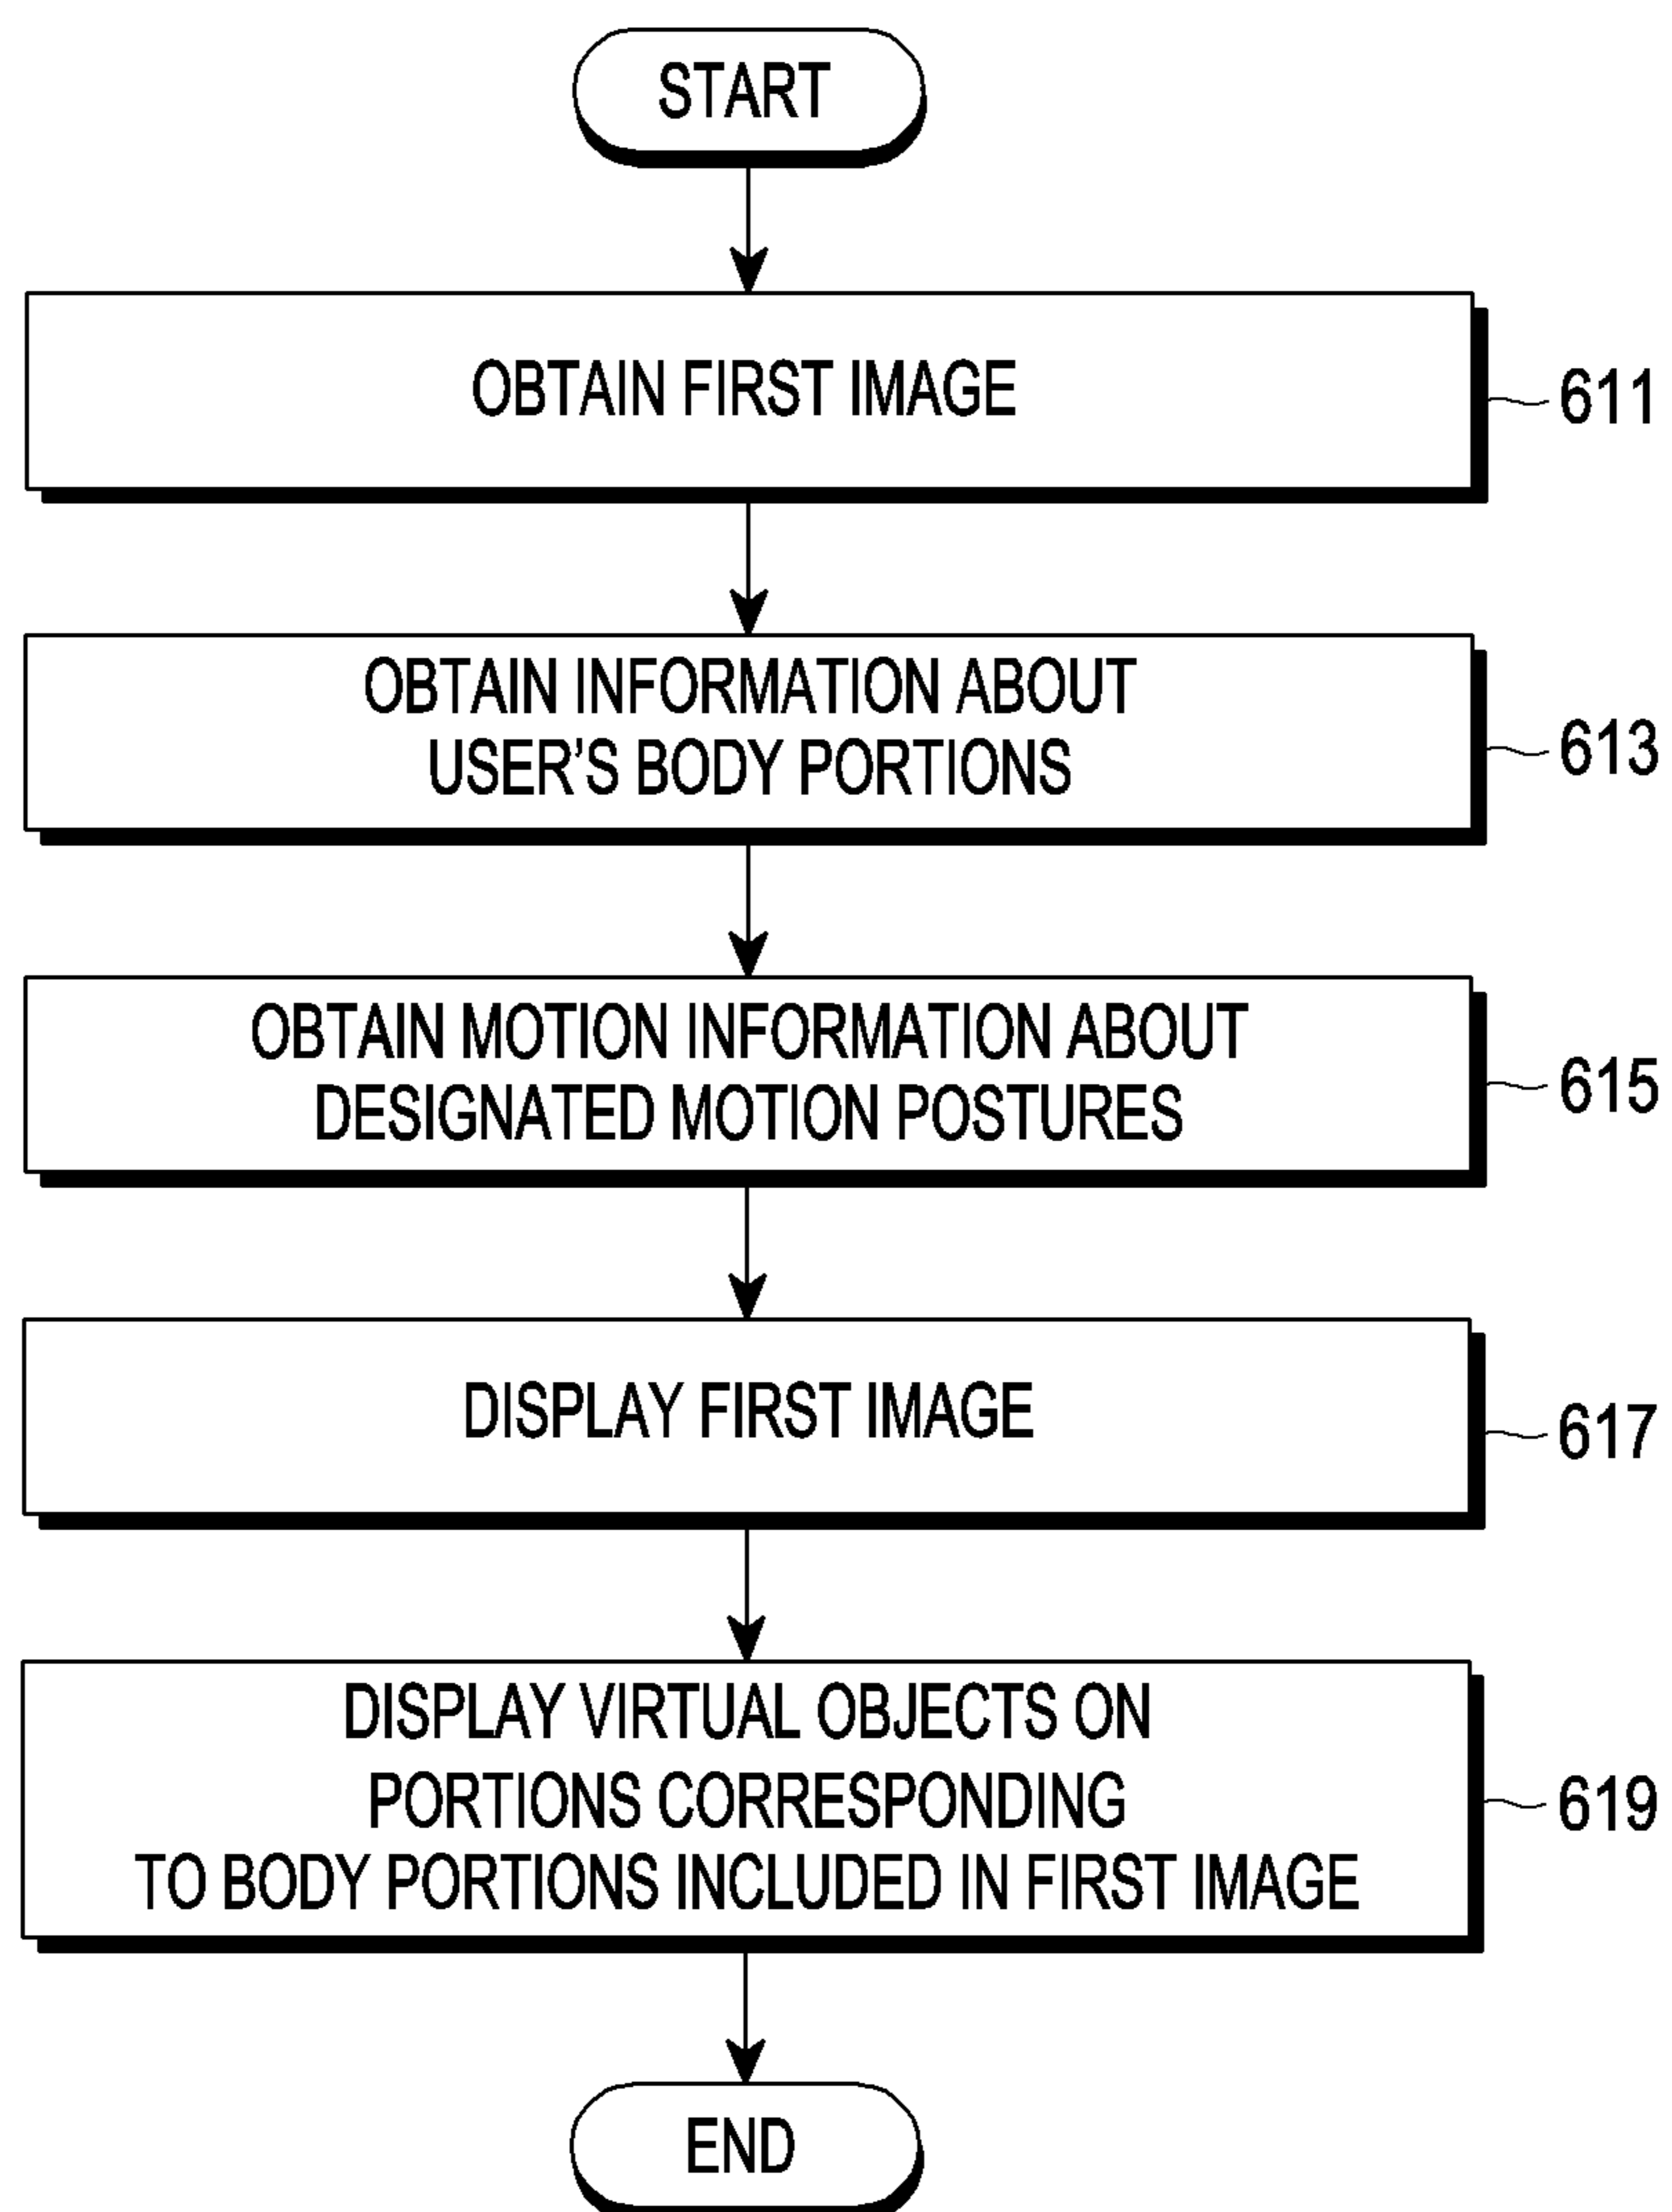 START
OBTAIN FIRST IMAGE
611
OBTAIN INFORMATION ABOUT
USER'S BODY PORTIONS
613
OBTAIN MOTION INFORMATION ABOUT
DESIGNATED MOTION POSTURES
615
DISPLAY FIRST IMAGE
617
DISPLAY VIRTUAL OBJECTS ON
PORTIONS CORRESPONDING
TO BODY PORTIONS INCLUDED IN FIRST IMAGE
619
END